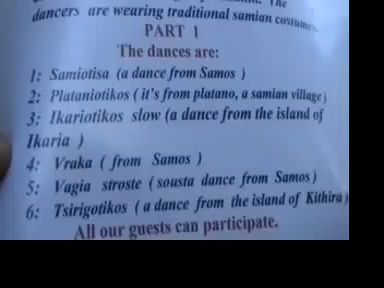 The
dancers are wearing traditional samian costumes.
PART 1
The dances are:
1: Samiotisa (a dance from Samos )
2: Plataniotikos ( it's from platano, a samian village)
3: Ikariotikos slow (a dance from the island of
Ikaria )
4: Vraka ( from Samos )
5: Vagia stroste ( sousta dance from Samos)
6: Tsirigotikos ( a dance from the island of Kithira )
All our guests can participate.